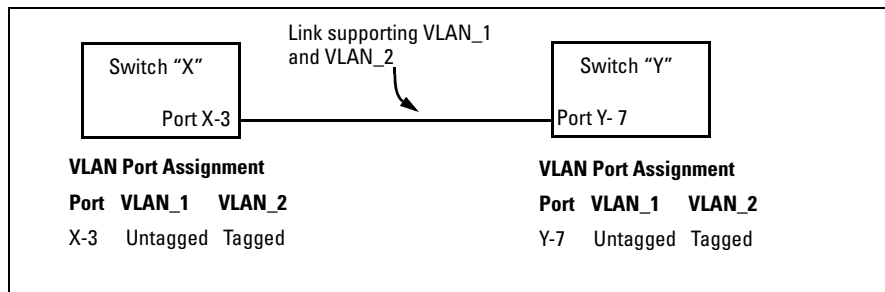 Link supporting VLAN_1
and VLAN_2
Switch “X”
Port X-3
Switch “Y”
Port Y- 7
VLAN Port Assignment
Port VLAN_1 VLAN_2
X-3 Untagged Tagged
VLAN Port Assignment
Port VLAN_1 VLAN_2
Y-7 Untagged Tagged